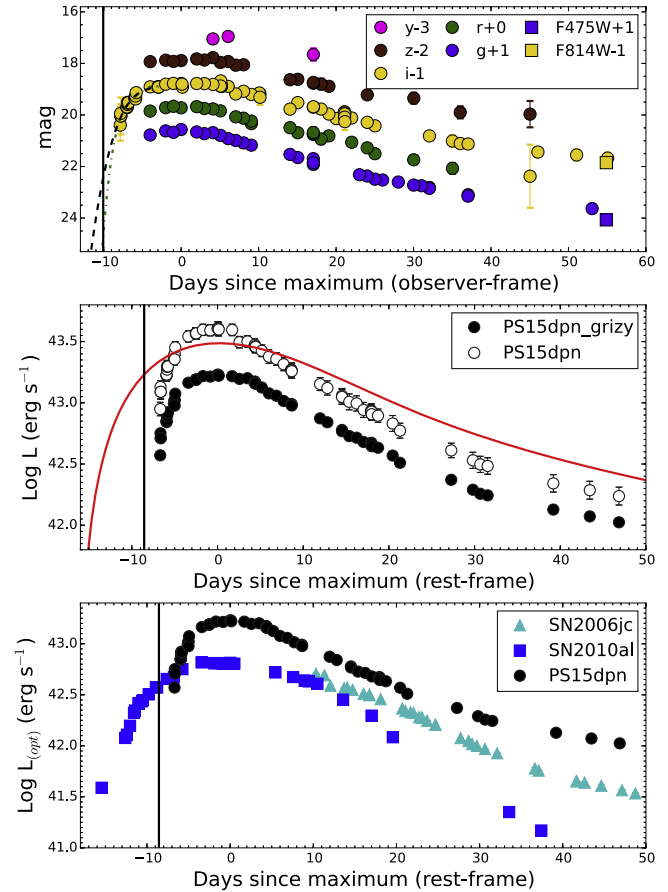 y-3 r+0 F475W+1
z-2 g+1 F814W-1
i-1
mag
16
18
20
22
24
−10 0 10 20 30 40 50 60
Days since maximum (observer-frame)
PS15dpn_grizy
PS15dpn
Log L (erg s⁻¹)
43.5
43.0
42.5
42.0
−10 0 10 20 30 40 50
Days since maximum (rest-frame)
SN2006jc
SN2010al
PS15dpn
Log L(opt) (erg s⁻¹)
43.0
42.5
42.0
41.5
41.0
−10 0 10 20 30 40 50
Days since maximum (rest-frame)